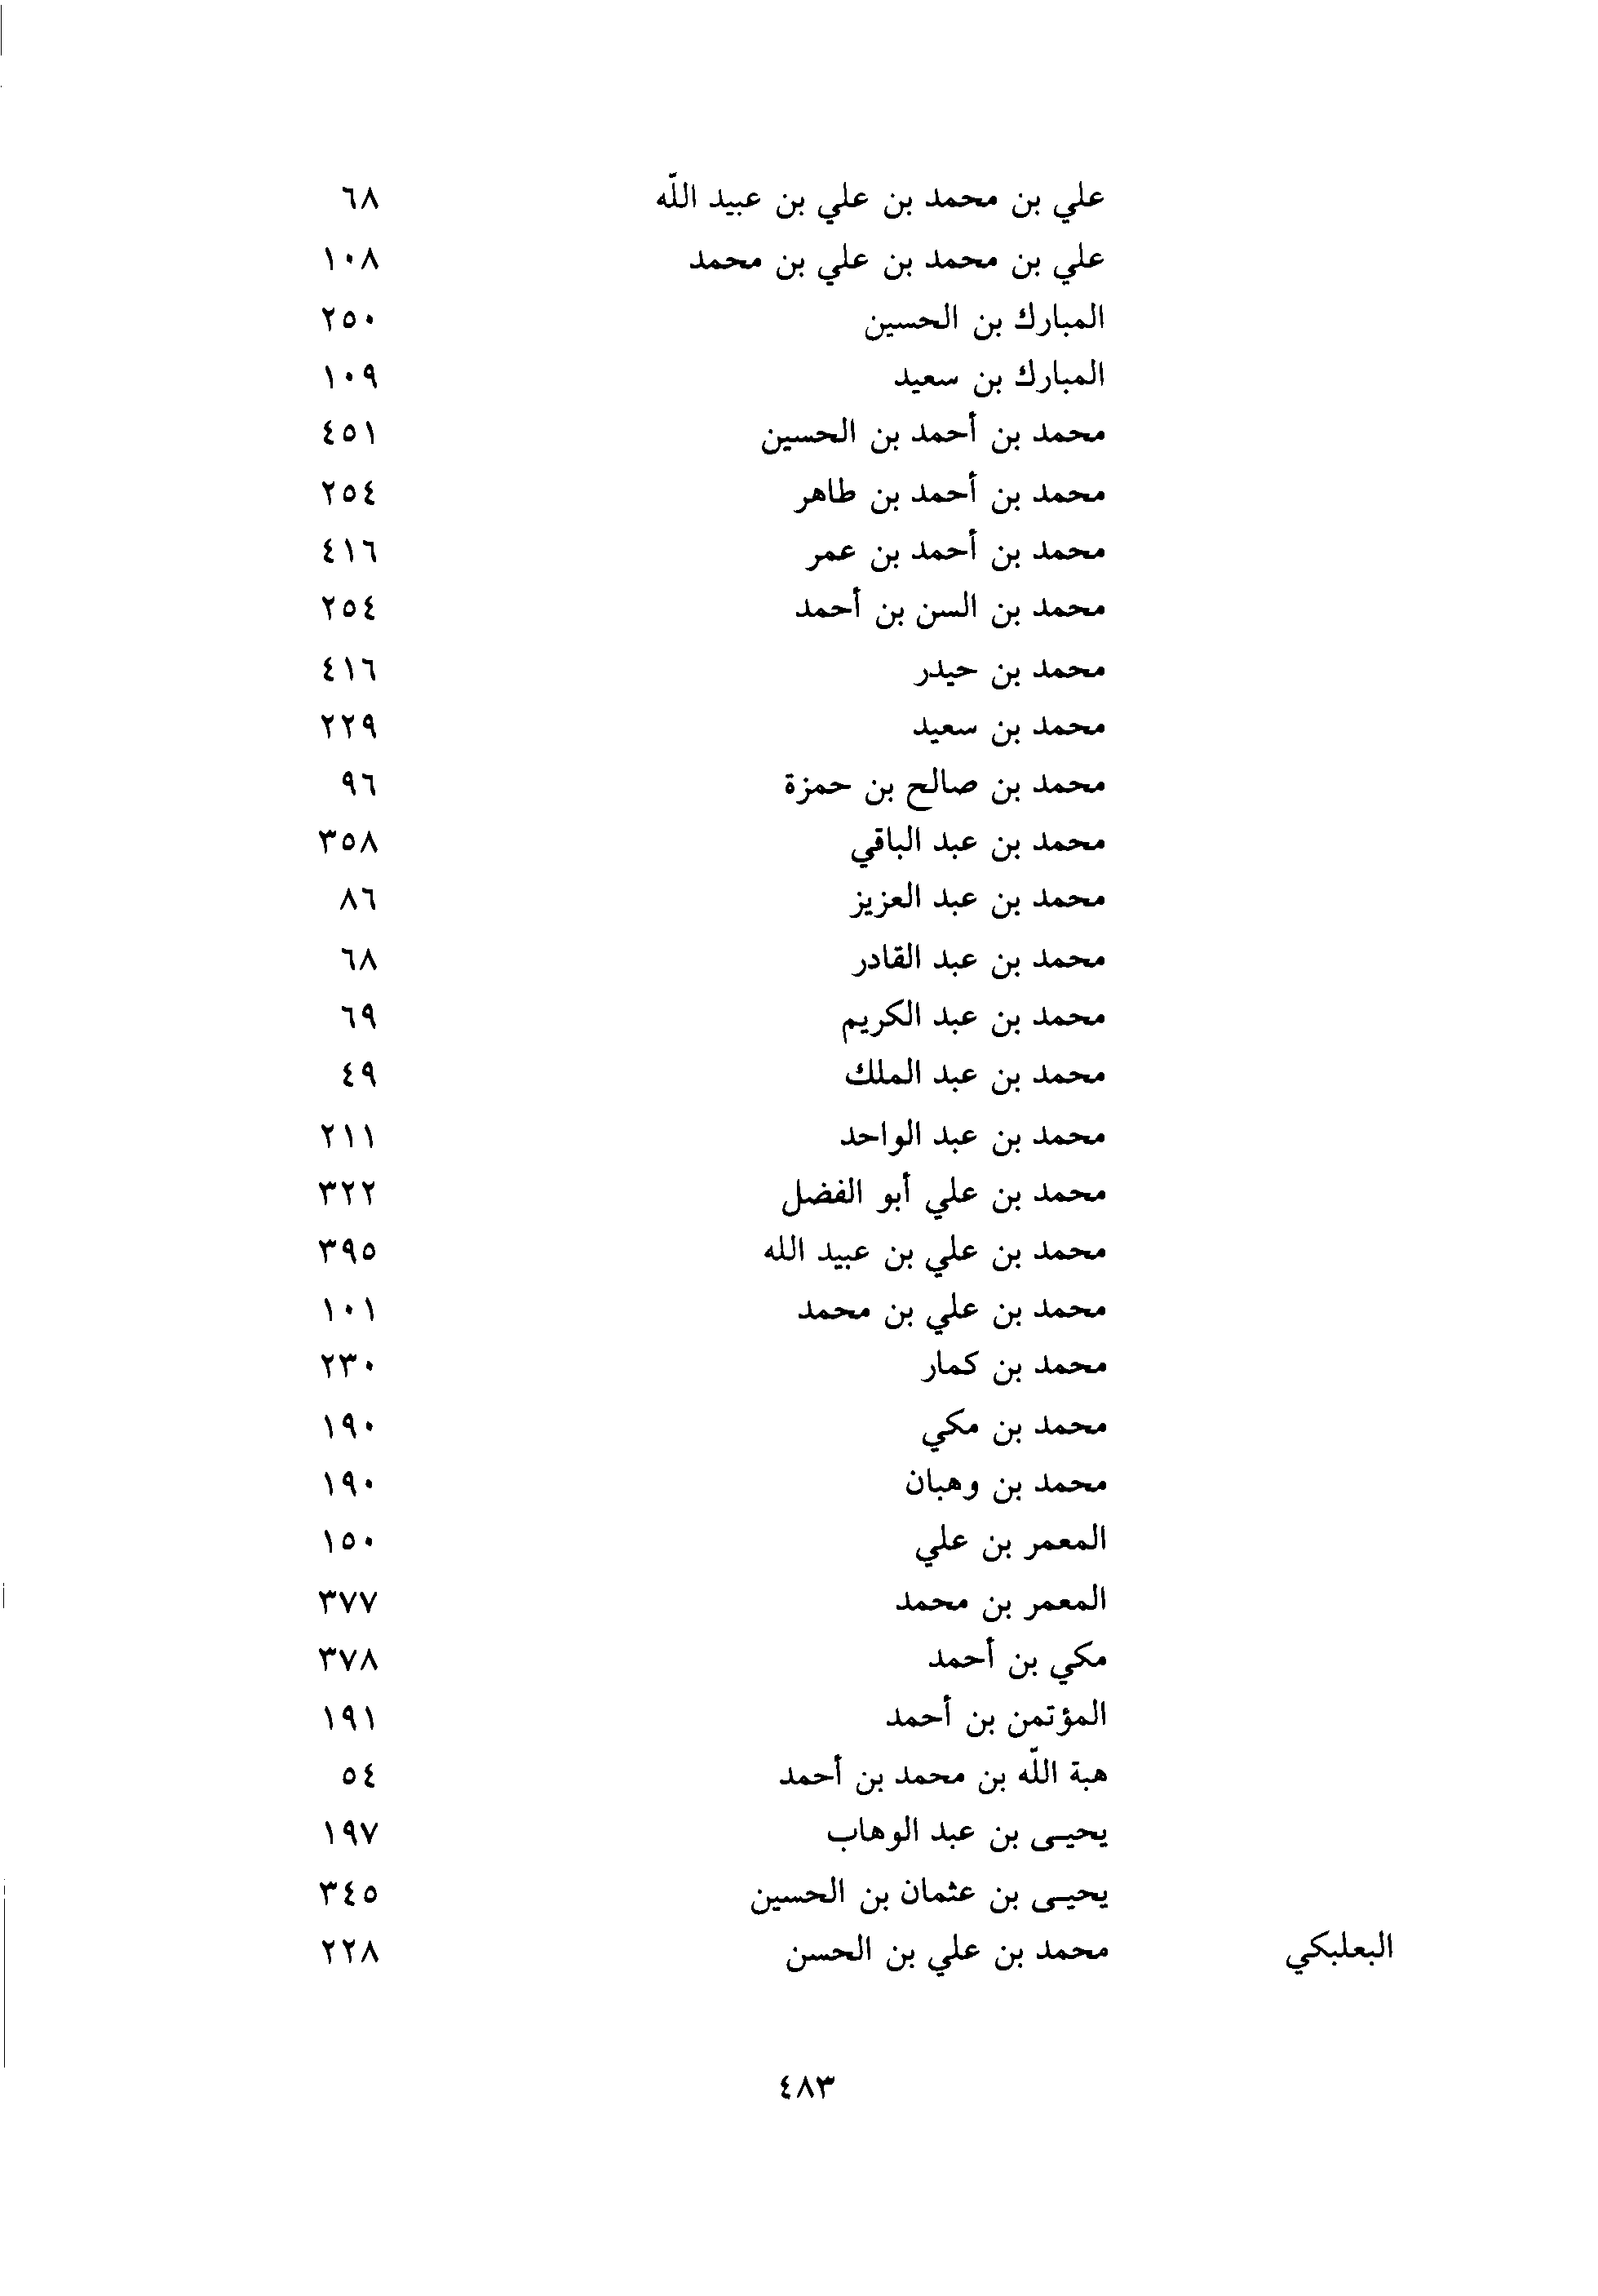 علي بن محمد بن علي بن عبيد اللّه ٦٨
علي بن محمد بن علي بن محمد ١٠٨
المبارك بن الحسين ٢٥٠
المبارك بن سعيد ١٠٩
محمد بن أحمد بن الحسين ٤٥١
محمد بن أحمد بن طاهر ٢٥٤
محمد بن أحمد بن عمر ٤١٦
محمد بن السن بن أحمد ٢٥٤
محمد بن حيدر ٤١٦
محمد بن سعيد ٢٢٩
محمد بن صالح بن حمزة ٩٦
محمد بن عبد الباقي ٣٥٨
محمد بن عبد العزيز ٨٦
محمد بن عبد القادر ٦٨
محمد بن عبد الكريم ٦٩
محمد بن عبد الملك ٤٩
محمد بن عبد الواحد ٢١١
محمد بن علي أبو الفضل ٣٢٢
محمد بن علي بن عبيد الله ٣٩٥
محمد بن علي بن محمد ١٠١
محمد بن كمار ٢٣٠
محمد بن مكي ١٩٠
محمد بن وهبان ١٩٠
المعمر بن علي ١٥٠
المعمر بن محمد ٣٧٧
مكي بن أحمد ٣٧٨
المؤتمن بن أحمد ١٩١
هبة اللّه بن محمد بن أحمد ٥٤
يحيى بن عبد الوهاب ١٩٧
يحيى بن عثمان بن الحسين ٣٤٥
البعلبكي محمد بن علي بن الحسن ٢٢٨
٤٨٣